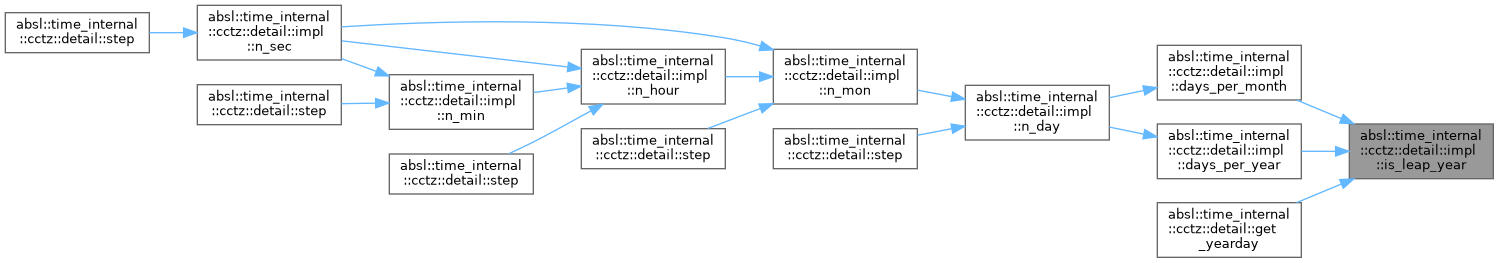 absl::time_internal
::cctz::detail::step
absl::time_internal
::cctz::detail::impl
::n_sec
absl::time_internal
::cctz::detail::step
absl::time_internal
::cctz::detail::impl
::n_min
absl::time_internal
::cctz::detail::step
absl::time_internal
::cctz::detail::impl
::n_hour
absl::time_internal
::cctz::detail::step
absl::time_internal
::cctz::detail::impl
::n_mon
absl::time_internal
::cctz::detail::step
absl::time_internal
::cctz::detail::impl
::n_day
absl::time_internal
::cctz::detail::impl
::days_per_month
absl::time_internal
::cctz::detail::impl
::days_per_year
absl::time_internal
::cctz::detail::get
_yearday
absl::time_internal
::cctz::detail::impl
::is_leap_year